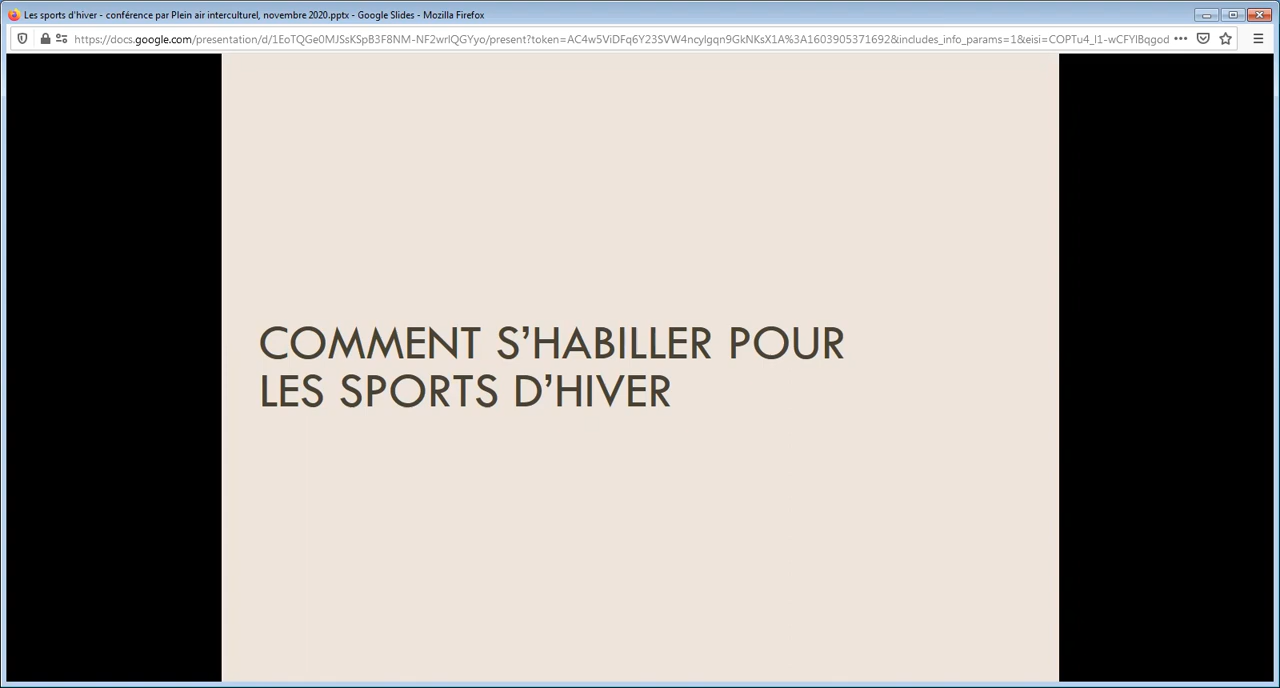 Les sports d'hiver - conférence par Plein air interculturel, novembre 2020.pptx - Google Slides - Mozilla Firefox
https://docs.google.com/presentation/d/1EoTQGe0MJSsKSpB3F8NM-NF2wrlQGYyo/present?token=AC4w5ViDFq6Y23SVW4ncylgqn9GkNKsX1A%3A1603905371692&includes_info_params=1&eisi=COPTu4_l1-wCFYlBqgod
COMMENT S’HABILLER POUR
LES SPORTS D’HIVER